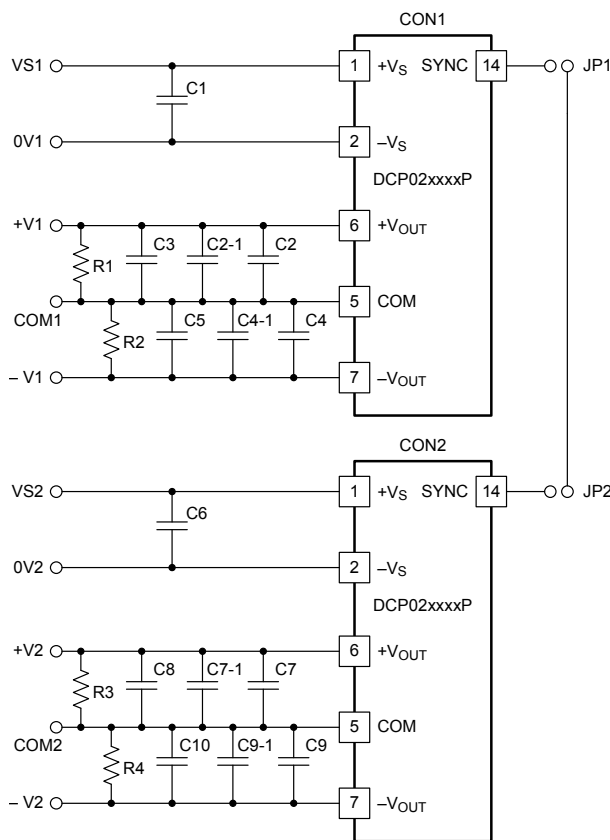 CON1
VS1
1
+VS
SYNC
14
JP1
C1
0V1
2
–VS
DCP02xxxxP
+V1
6
+VOUT
R1
C3
C2-1
C2
COM1
5
COM
R2
C5
C4-1
C4
– V1
7
–VOUT
CON2
VS2
1
+VS
SYNC
14
JP2
C6
0V2
2
–VS
DCP02xxxxP
+V2
6
+VOUT
R3
C8
C7-1
C7
COM2
5
COM
R4
C10
C9-1
C9
– V2
7
–VOUT